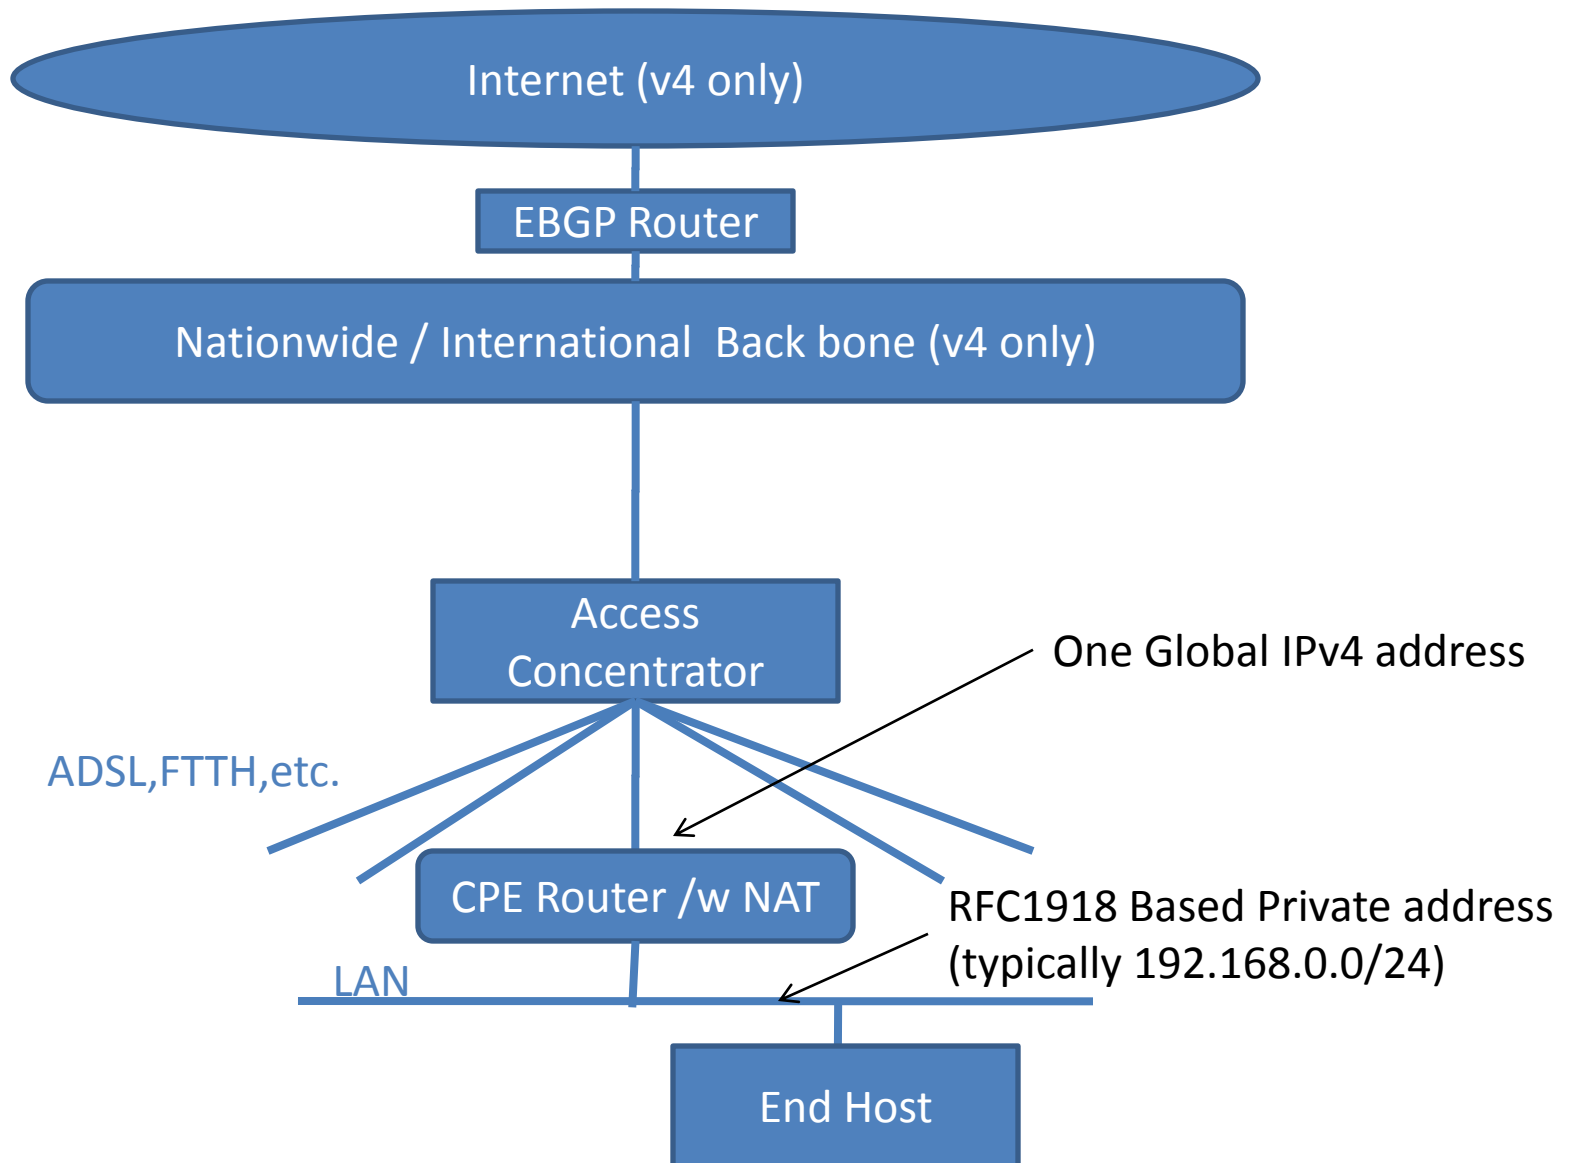 Internet (v4 only)
EBGP Router
Nationwide / International  Back bone (v4 only)
Access
Concentrator
One Global IPv4 address
ADSL,FTTH,etc.
CPE Router /w NAT
RFC1918 Based Private address
(typically 192.168.0.0/24)
LAN
End Host